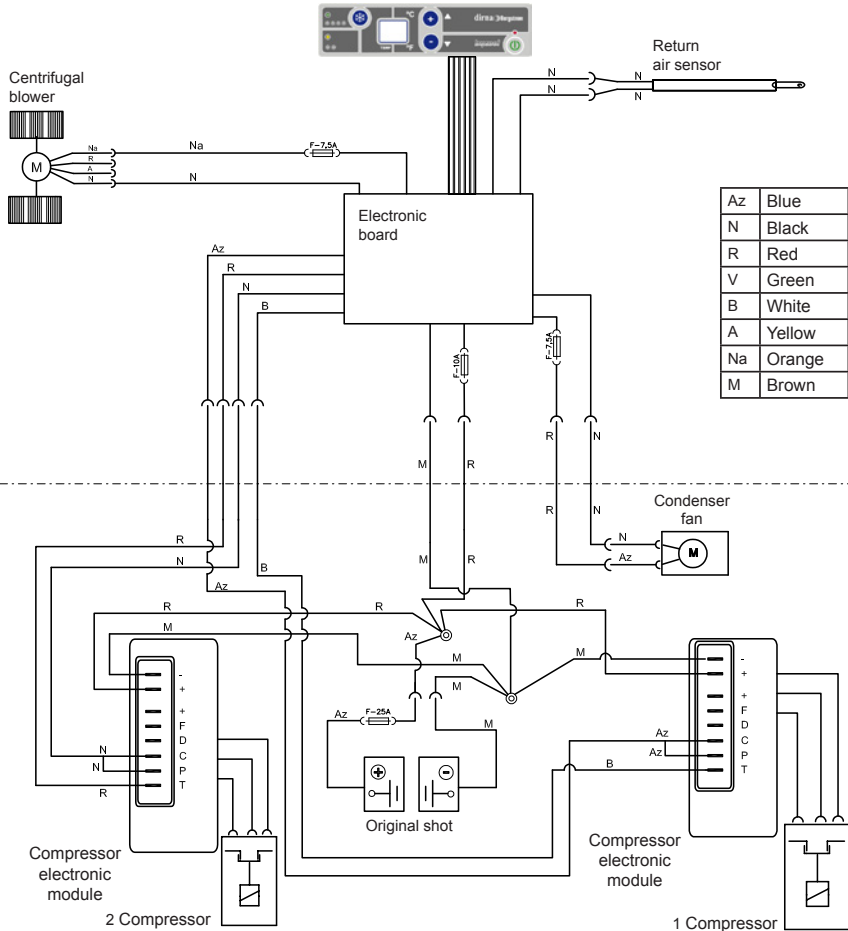 °C
°F
dirna Bergstrom
Return
air sensor
Centrifugal
blower
M
Na
R
A
N
Na
N
F-7,5A
N
N
N
N
Electronic
board
Az Blue
N Black
R Red
V Green
B White
A Yellow
Na Orange
M Brown
Az
R
N
B
F-10A
F-7,5A
M
R
R
N
Condenser
fan
R
N
N
Az
M
R
N
B
Az
M
R
R
R
R
M
Az
M
M
M
Az
F-25A
M
-
+
+
F
D
C
P
T
N
N
R
-
+
+
F
D
C
P
T
Az
Az
B
+
-
Original shot
Compressor
electronic
module
2 Compressor
Compressor
electronic
module
1 Compressor